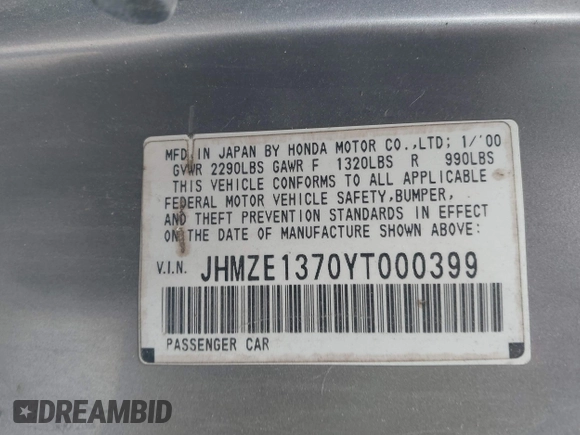 MFD. IN JAPAN BY HONDA MOTOR CO.,LTD; 1/'00
GVWR 2290LBS GAWR F 1320LBS R 990LBS
THIS VEHICLE CONFORMS TO ALL APPLICABLE
FEDERAL MOTOR VEHICLE SAFETY,BUMPER,
AND THEFT PREVENTION STANDARDS IN EFFECT
ON THE DATE OF MANUFACTURE SHOWN ABOVE:
V.I.N. JHMZE1370YT000399
PASSENGER CAR
DREAMBID